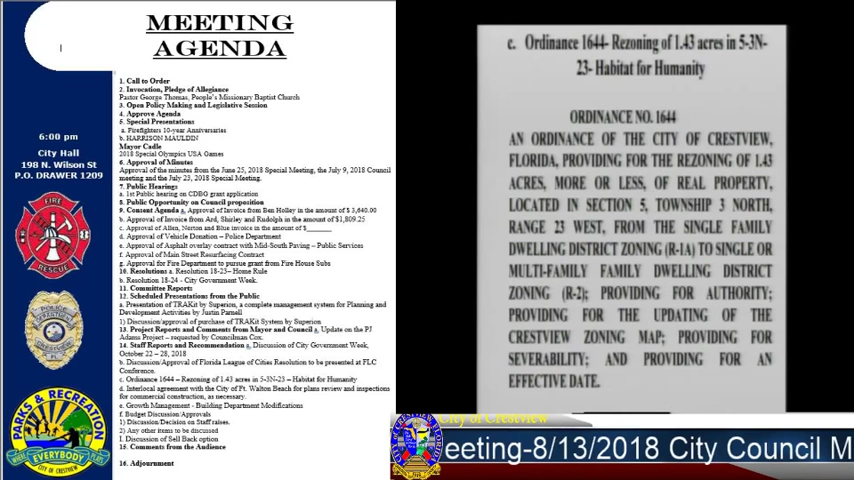 MEETING
AGENDA
6:00 pm
City Hall
198 N. Wilson St
P.O. DRAWER 1209
FIRE
RESCUE
PARKS & RECREATION
WHERE EVERYBODY PLAYS
CITY OF CRESTVIEW
1. Call to Order
2. Invocation, Pledge of Allegiance
Pastor George Thomas, People's Missionary Baptist Church
3. Open Policy Making and Legislative Session
4. Approve Agenda
5. Special Presentations
a. Firefighters 10-year Anniversaries
b. HARRISON MAULDIN
Mayor Cadle
2018 Special Olympics USA Games
6. Approval of Minutes
Approval of the minutes from the June 25, 2018 Special Meeting, the July 9, 2018 Council
meeting and the July 23, 2018 Special Meeting.
7. Public Hearings
a. 1st Public hearing on CDBG grant application
8. Public Opportunity on Council proposition
9. Consent Agenda a. Approval of Invoice from Ben Holley in the amount of $ 3,640.00
b. Approval of Invoice from Ard, Shirley and Rudolph in the amount of $1,809.25
c. Approval of Allen, Norton and Blue invoice in the amount of $______
d. Approval of Vehicle Donation – Police Department
e. Approval of Asphalt overlay contract with Mid-South Paving – Public Services
f. Approval of Main Street Resurfacing Contract
g. Approval for Fire Department to pursue grant from Fire House Subs
10. Resolutions a. Resolution 18-23– Home Rule
b. Resolution 18-24 - City Government Week.
11. Committee Reports
12. Scheduled Presentations from the Public
a. Presentation of TRAKit by Superion, a complete management system for Planning and
Development Activities by Justin Parnell
1) Discussion/approval of purchase of TRAKit System by Superion
13. Project Reports and Comments from Mayor and Council a. Update on the PJ
Adams Project – requested by Councilman Cox.
14. Staff Reports and Recommendation a. Discussion of City Government Week,
October 22 – 28, 2018
b. Discussion/Approval of Florida League of Cities Resolution to be presented at FLC
Conference.
c. Ordinance 1644 – Rezoning of 1.43 acres in 5-3N-23 – Habitat for Humanity
d. Interlocal agreement with the City of Ft. Walton Beach for plans review and inspections
for commercial construction, as necessary.
e. Growth Management - Building Department Modifications
f. Budget Discussion/Approvals
1) Discussion/Decision on Staff raises.
2) Any other items to be discussed
I. Discussion of Sell Back option
15. Comments from the Audience
16. Adjournment
c. Ordinance 1644- Rezoning of 1.43 acres in 5-3N-
23- Habitat for Humanity
ORDINANCE NO. 1644
AN ORDINANCE OF THE CITY OF CRESTVIEW,
FLORIDA, PROVIDING FOR THE REZONING OF 1.43
ACRES, MORE OR LESS, OF REAL PROPERTY,
LOCATED IN SECTION 5, TOWNSHIP 3 NORTH,
RANGE 23 WEST, FROM THE SINGLE FAMILY
DWELLING DISTRICT ZONING (R-1A) TO SINGLE OR
MULTI-FAMILY FAMILY DWELLING DISTRICT
ZONING (R-2); PROVIDING FOR AUTHORITY;
PROVIDING FOR THE UPDATING OF THE
CRESTVIEW ZONING MAP; PROVIDING FOR
SEVERABILITY; AND PROVIDING FOR AN
EFFECTIVE DATE.
City of Crestview
eeting-8/13/2018 City Council M